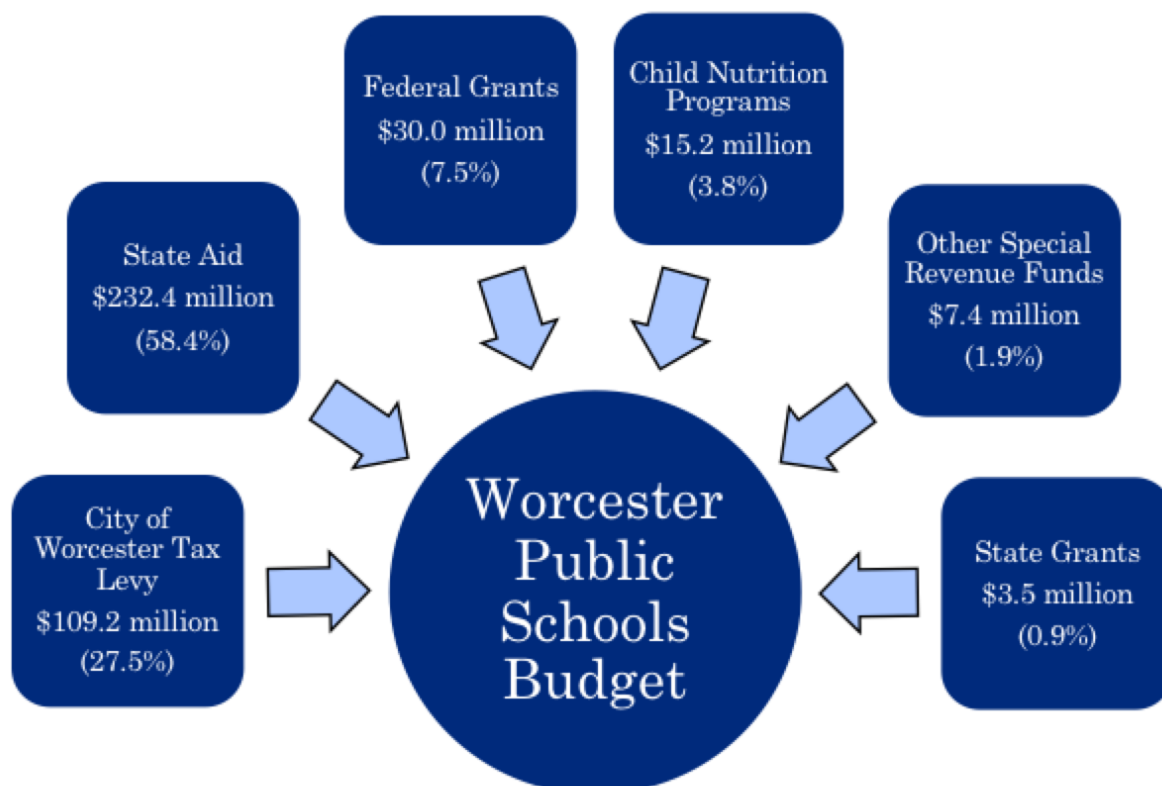 Federal Grants
$30.0 million
(7.5%)
Child Nutrition
Programs
$15.2 million
(3.8%)
State Aid
$232.4 million
(58.4%)
Other Special
Revenue Funds
$7.4 million
(1.9%)
City of
Worcester Tax
Levy
$109.2 million
(27.5%)
Worcester
Public
Schools
Budget
State Grants
$3.5 million
(0.9%)